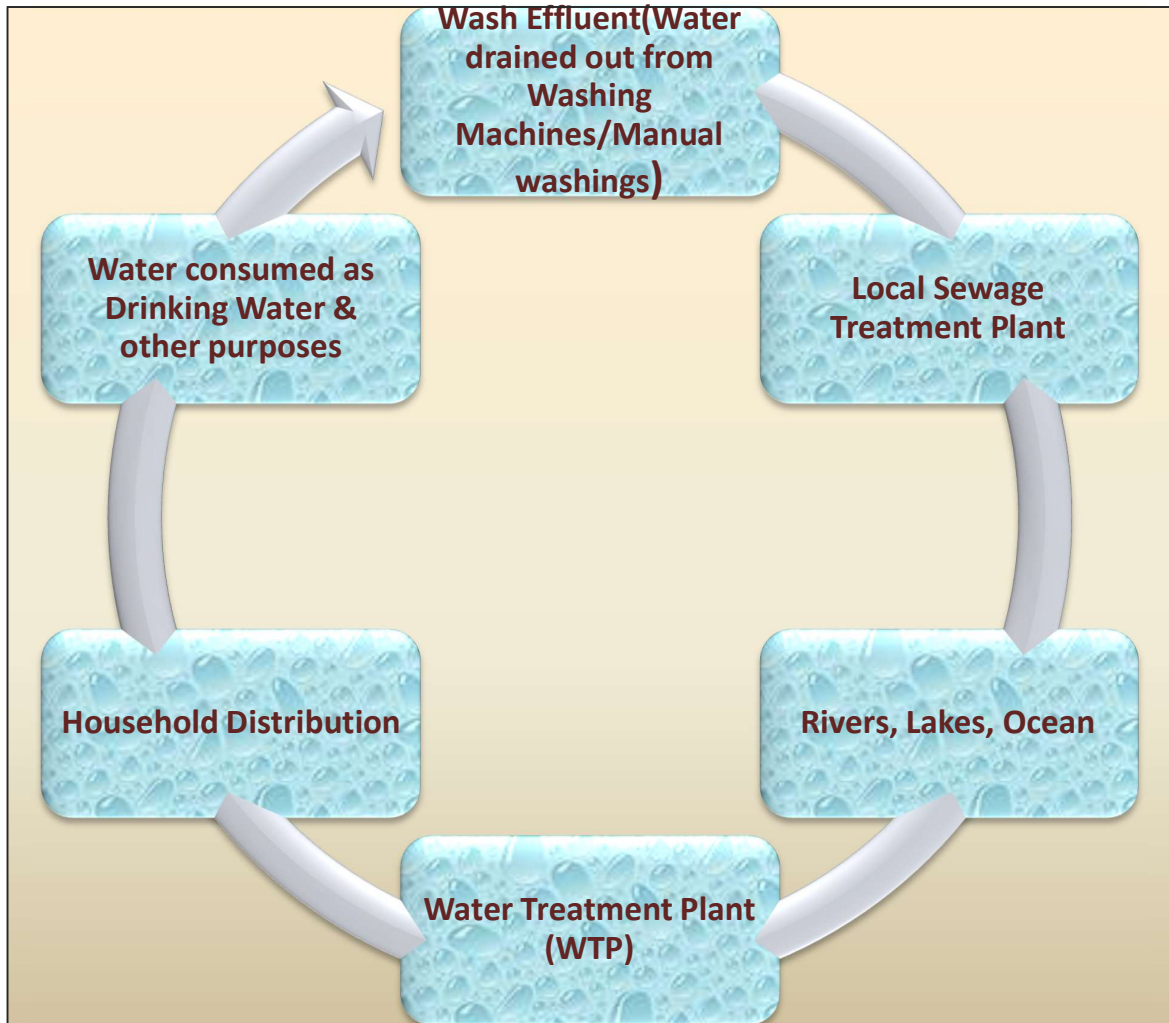 Wash Effluent(Water
drained out from
Washing
Machines/Manual
washings)
Local Sewage
Treatment Plant
Rivers, Lakes, Ocean
Water Treatment Plant
(WTP)
Household Distribution
Water consumed as
Drinking Water &
other purposes